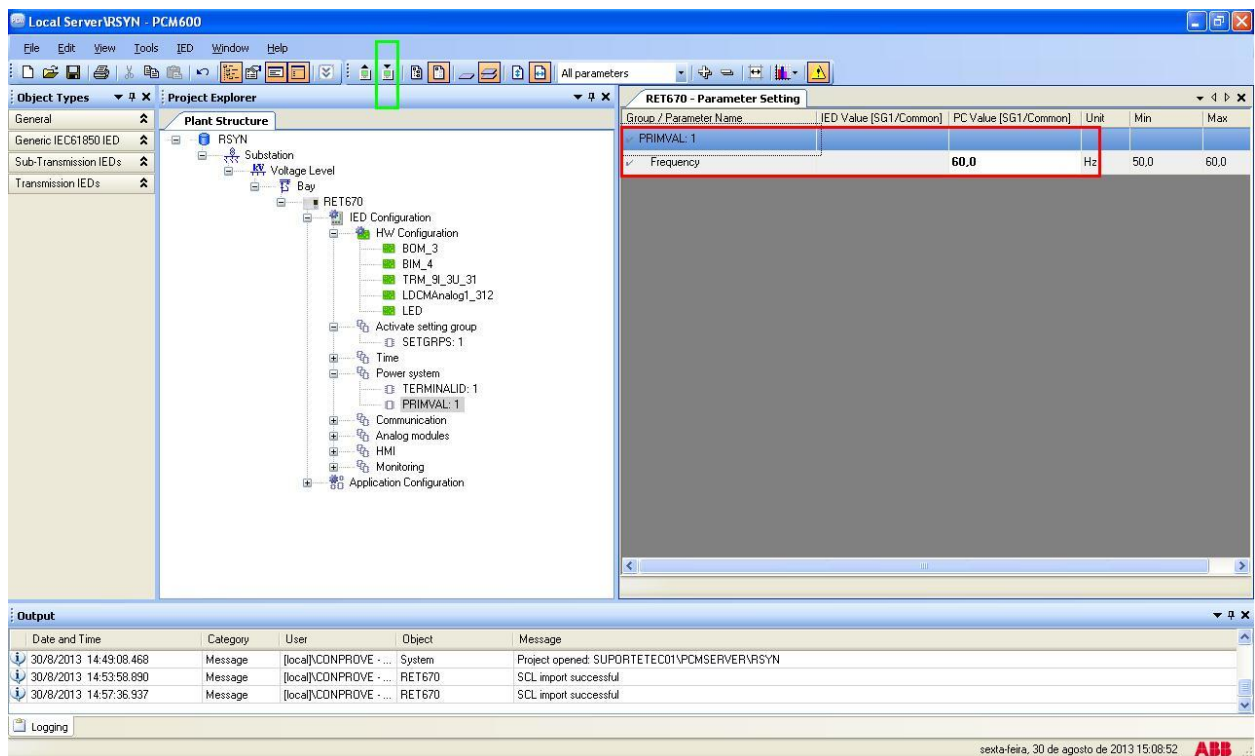 Local Server\RSYN - PCM600
File Edit View Tools IED Window Help
All parameters
Object Types
General
Generic IEC61850 IED
Sub-Transmission IEDs
Transmission IEDs
Project Explorer
Plant Structure
RSYN
Substation
Voltage Level
Bay
RET670
IED Configuration
HW Configuration
BOM_3
BIM_4
TRM_9I_3U_31
LDCMAnalog1_312
LED
Activate setting group
SETGRPS: 1
Time
Power system
TERMINALID: 1
PRIMVAL: 1
Communication
Analog modules
HMI
Monitoring
Application Configuration
RET670 - Parameter Setting
Group / Parameter Name IED Value [SG1/Common] PC Value [SG1/Common] Unit Min Max
PRIMVAL: 1
Frequency 60,0 Hz 50,0 60,0
Output
Date and Time Category User Object Message
30/8/2013 14:49:08.468 Message [local]\CONPROVE - ... System Project opened: SUPORTETEC01\PCMSERVER\RSYN
30/8/2013 14:53:58.890 Message [local]\CONPROVE - ... RET670 SCL import successful
30/8/2013 14:57:36.937 Message [local]\CONPROVE - ... RET670 SCL import successful
Logging
sexta-feira, 30 de agosto de 2013 15:08:52 ABB